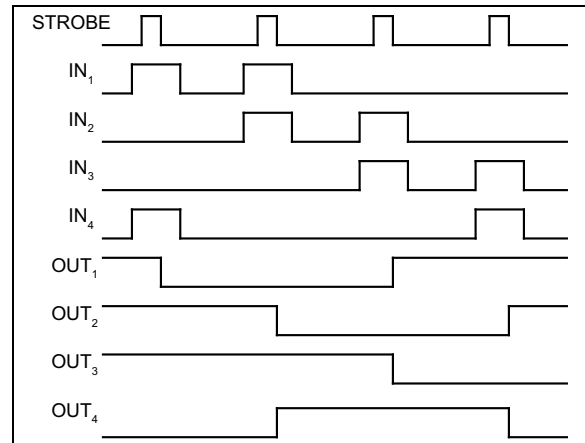 STROBE
IN₁
IN₂
IN₃
IN₄
OUT₁
OUT₂
OUT₃
OUT₄